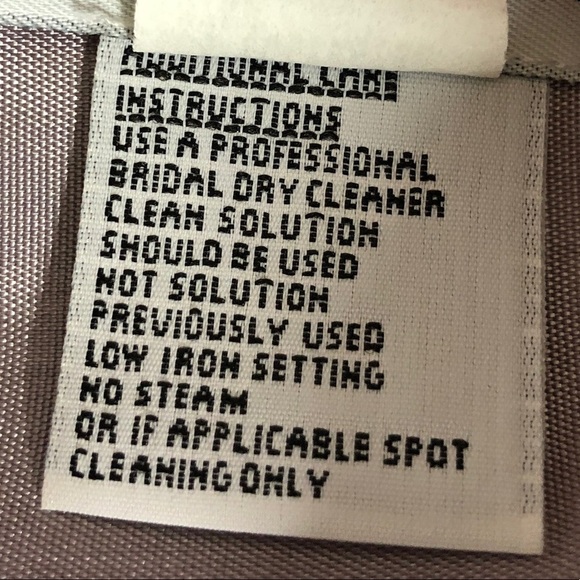 ADDITIONAL CARE
INSTRUCTIONS
USE A PROFESSIONAL
BRIDAL DRY CLEANER
CLEAN SOLUTION
SHOULD BE USED
NOT SOLUTION
PREVIOUSLY USED
LOW IRON SETTING
NO STEAM
OR IF APPLICABLE SPOT
CLEANING ONLY